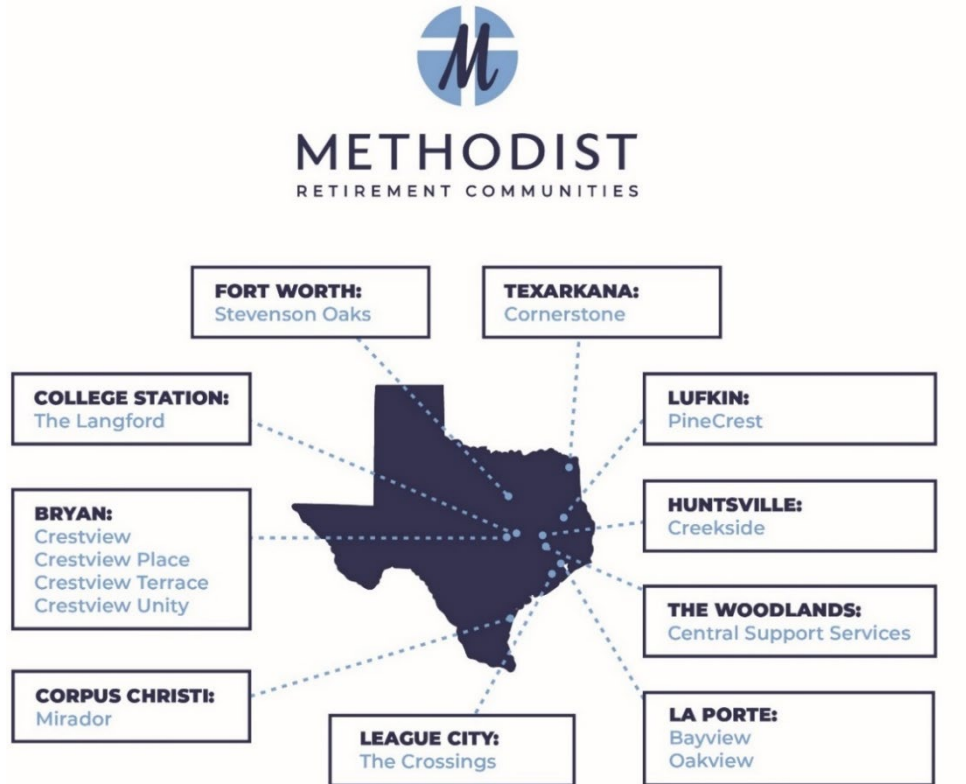 M
METHODIST
RETIREMENT COMMUNITIES
FORT WORTH:
Stevenson Oaks
TEXARKANA:
Cornerstone
COLLEGE STATION:
The Langford
LUFKIN:
PineCrest
BRYAN:
Crestview
Crestview Place
Crestview Terrace
Crestview Unity
HUNTSVILLE:
Creekside
THE WOODLANDS:
Central Support Services
CORPUS CHRISTI:
Mirador
LEAGUE CITY:
The Crossings
LA PORTE:
Bayview
Oakview